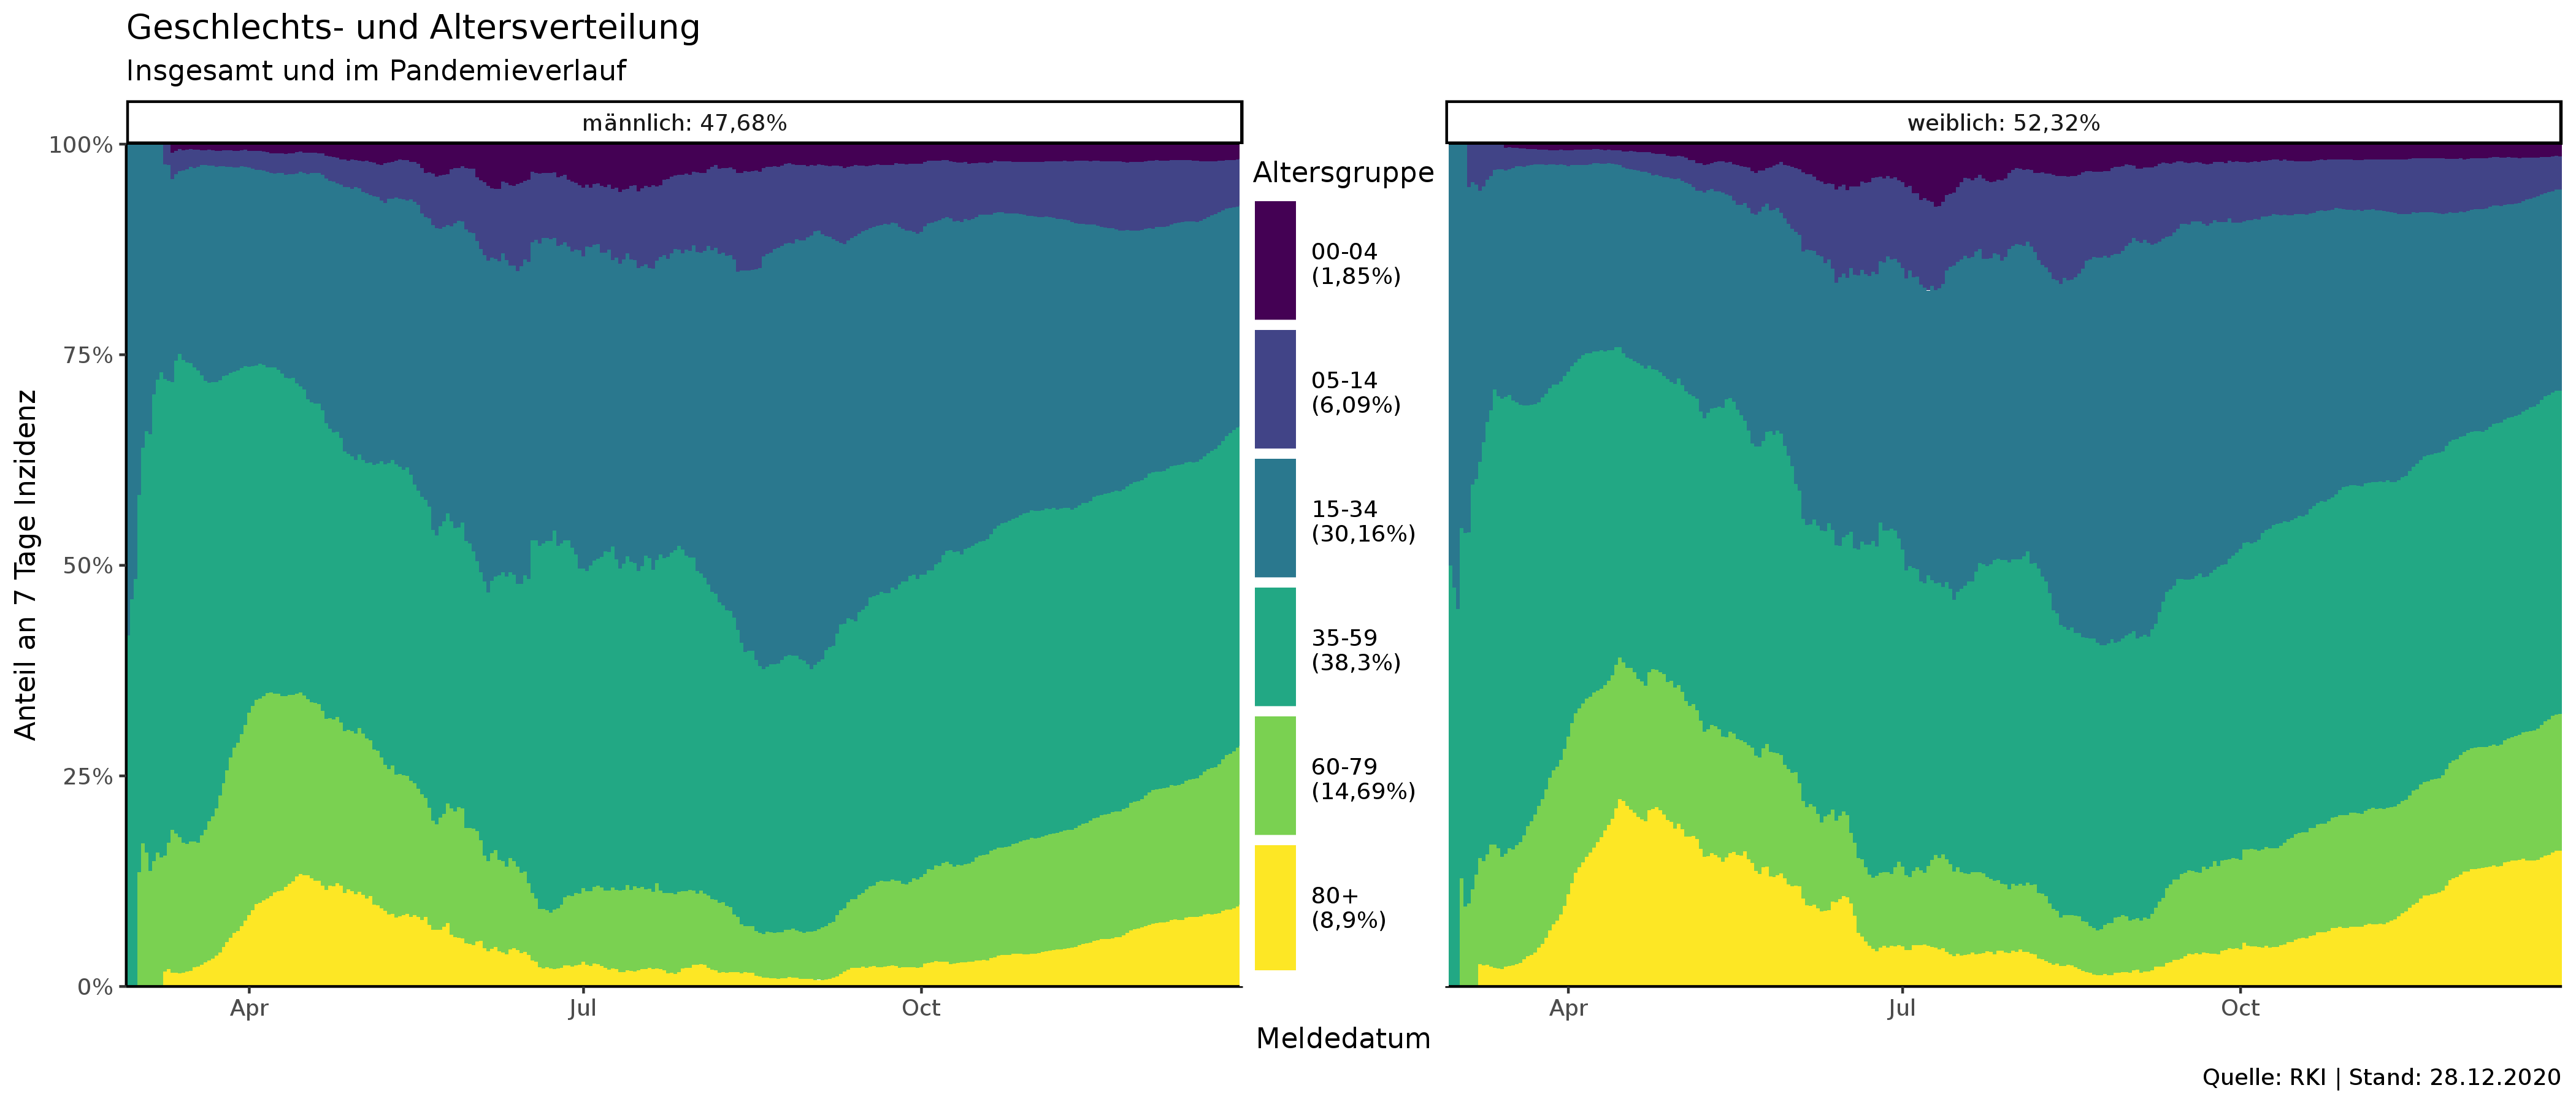 Geschlechts- und Altersverteilung
Insgesamt und im Pandemieverlauf
männlich: 47,68%
weiblich: 52,32%
Anteil an 7 Tage Inzidenz
100%
75%
50%
25%
0%
Apr
Jul
Oct
Altersgruppe
00-04
(1,85%)
05-14
(6,09%)
15-34
(30,16%)
35-59
(38,3%)
60-79
(14,69%)
80+
(8,9%)
Apr
Jul
Oct
Meldedatum
Quelle: RKI | Stand: 28.12.2020